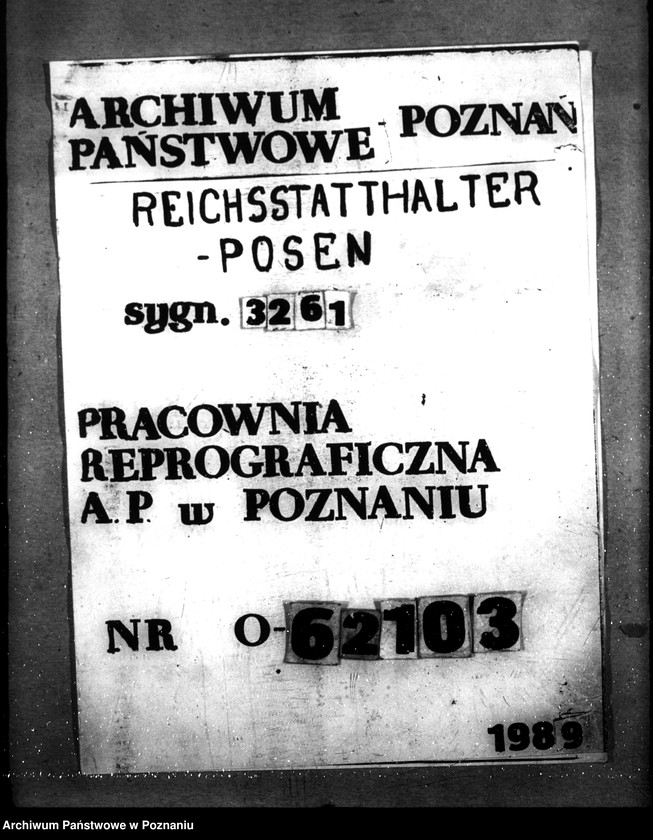 ARCHIWUM
PAŃSTWOWE - POZNAŃ
REICHSSTATTHALTER
-POSEN
sygn. 3261
PRACOWNIA
REPROGRAFICZNA
A.P. w POZNANIU
NR O-62103
1989
Archiwum Państwowe w Poznaniu